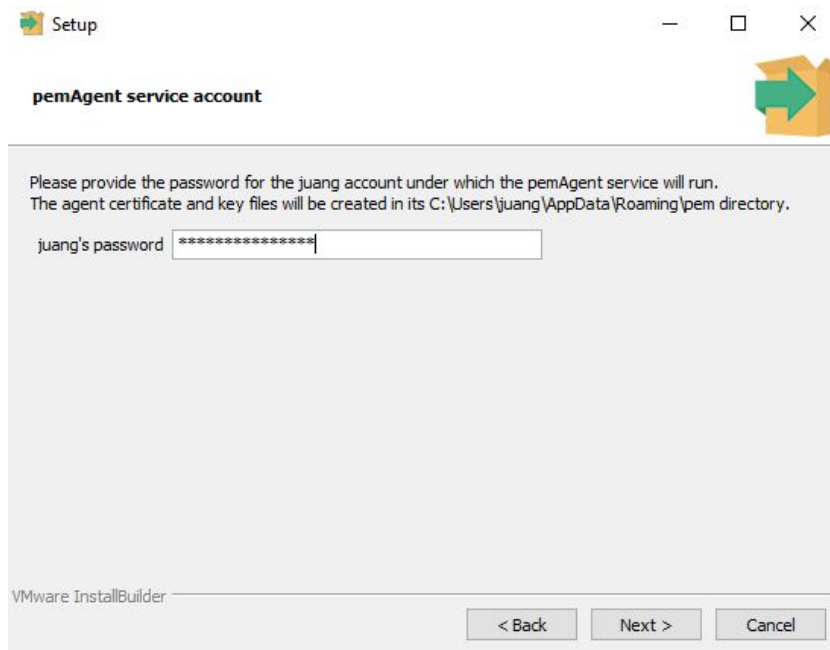 Setup
pemAgent service account
Please provide the password for the juang account under which the pemAgent service will run.
The agent certificate and key files will be created in its C:\Users\juang\AppData\Roaming\pem directory.
juang's password ***************
VMware InstallBuilder
< Back Next > Cancel